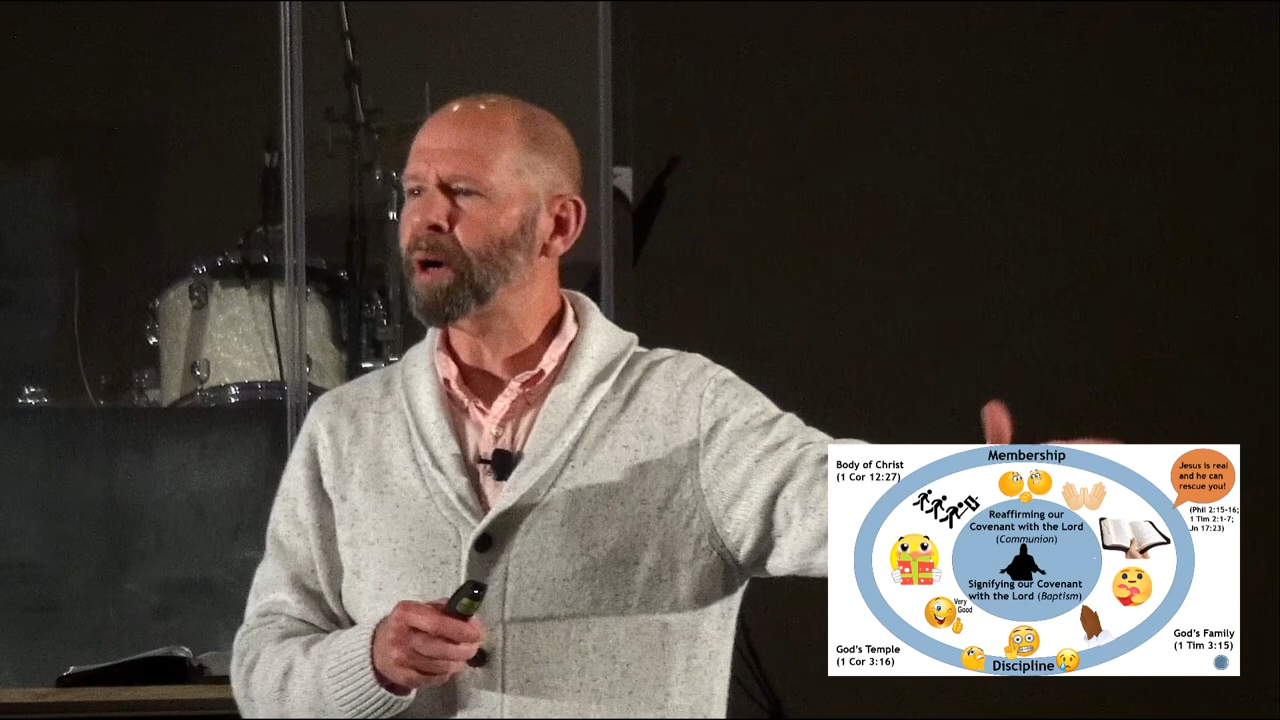 Membership
Body of Christ
(1 Cor 12:27)
Jesus is real
and he can
rescue you!
(Phil 2:15-16;
1 Tim 2:1-7;
Jn 17:23)
Reaffirming our
Covenant with the Lord
(Communion)
Signifying our Covenant
with the Lord (Baptism)
Very
Good
God's Temple
(1 Cor 3:16)
God's Family
(1 Tim 3:15)
Discipline